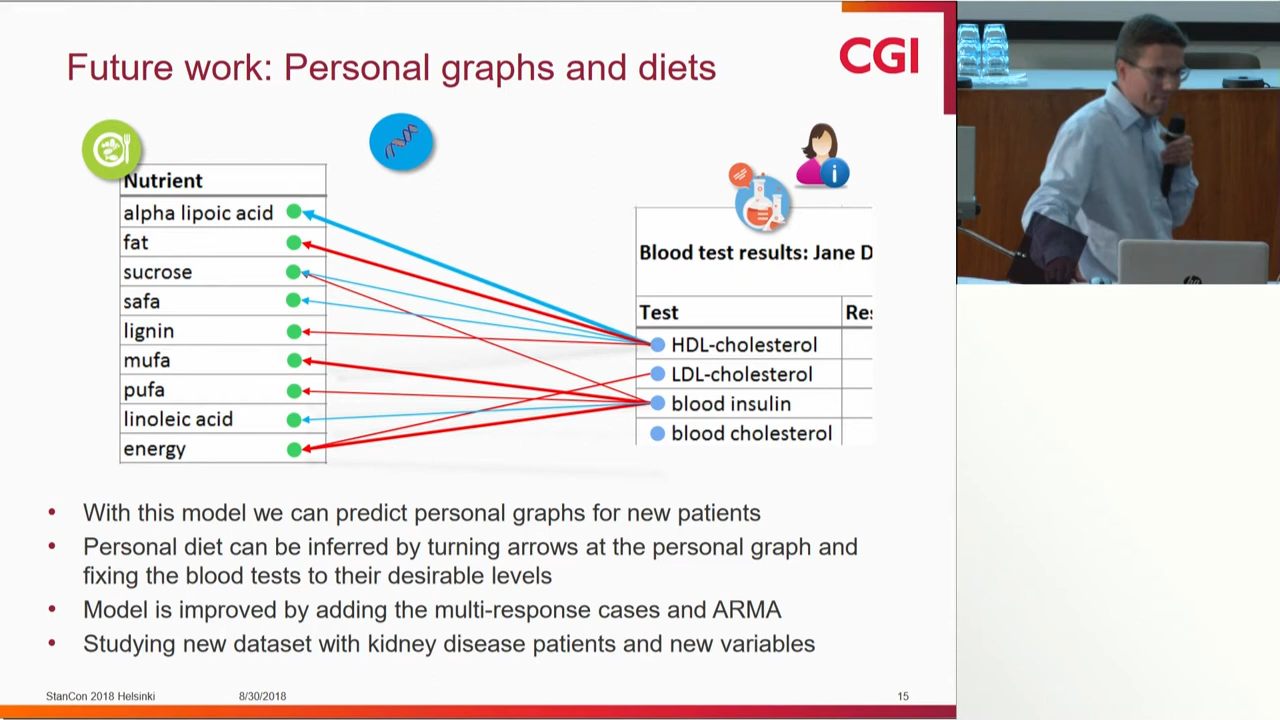 Future work: Personal graphs and diets
CGI
Nutrient
alpha lipoic acid
fat
sucrose
safa
lignin
mufa
pufa
linoleic acid
energy
Blood test results: Jane D
Test Res
HDL-cholesterol
LDL-cholesterol
blood insulin
blood cholesterol
• With this model we can predict personal graphs for new patients
• Personal diet can be inferred by turning arrows at the personal graph and
fixing the blood tests to their desirable levels
• Model is improved by adding the multi-response cases and ARMA
• Studying new dataset with kidney disease patients and new variables
StanCon 2018 Helsinki 8/30/2018 15
hp